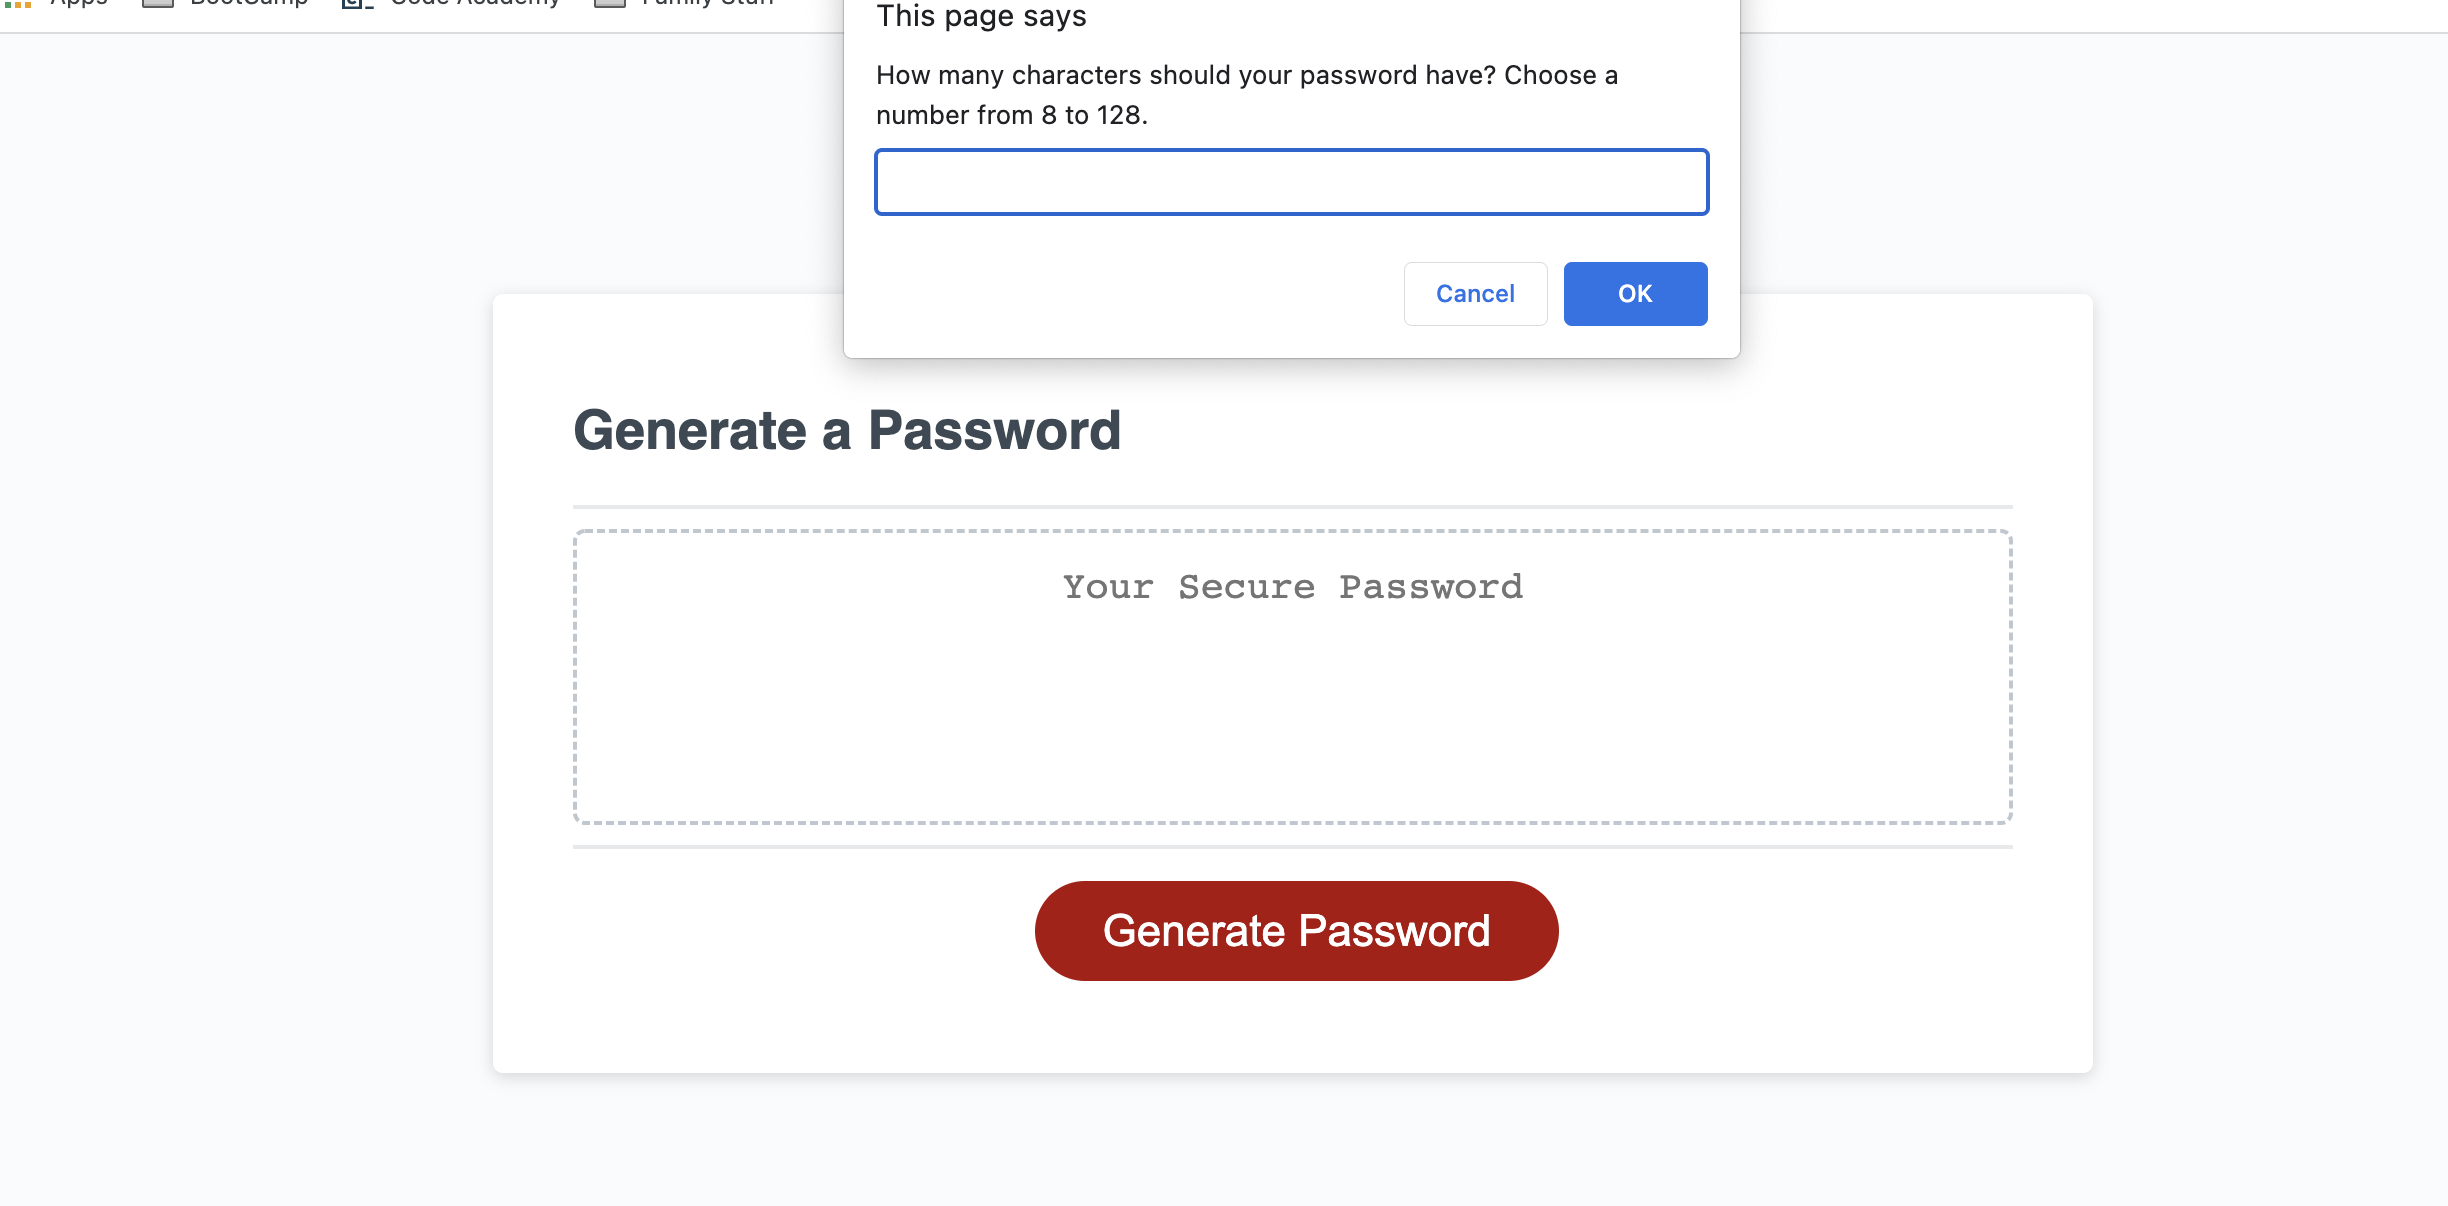 Apps BootCamp Code Academy Family Stuff
This page says
How many characters should your password have? Choose a
number from 8 to 128.
Cancel OK
Generate a Password
Your Secure Password
Generate Password